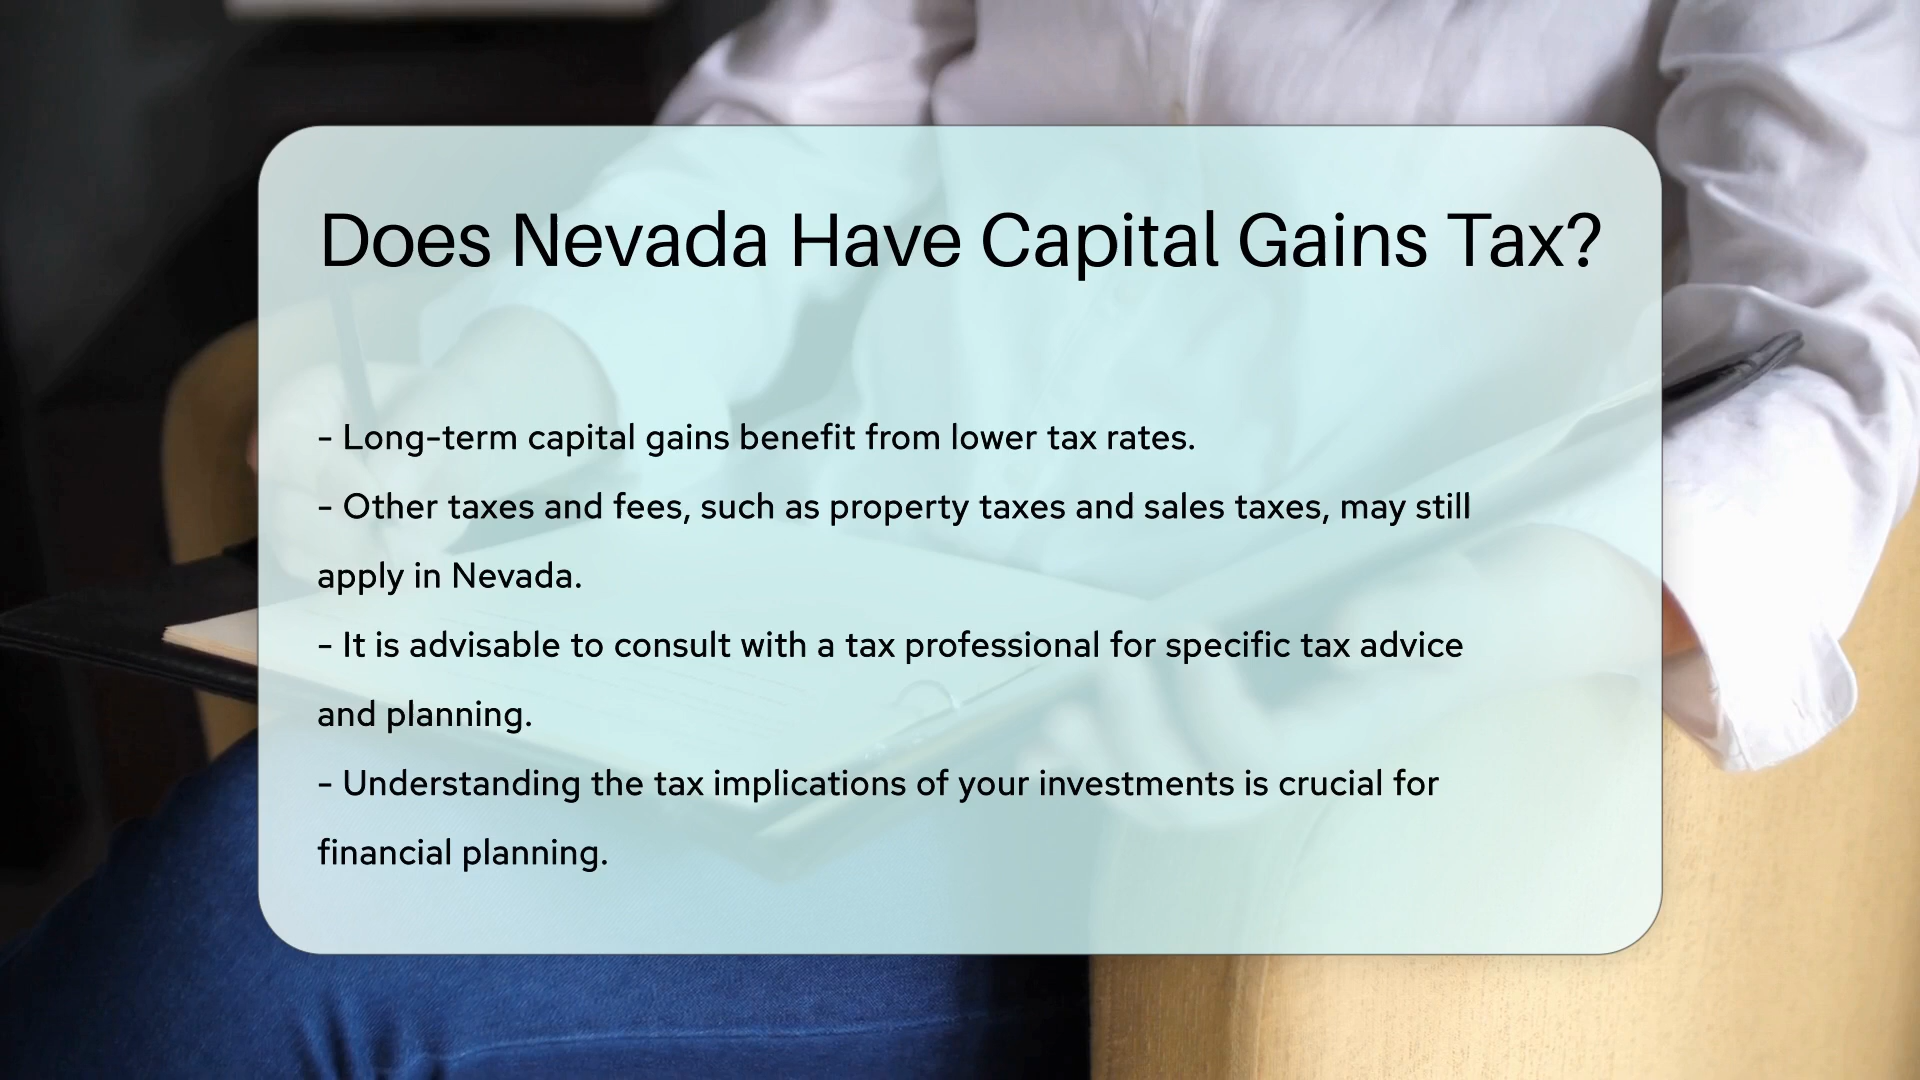 Does Nevada Have Capital Gains Tax?
- Long-term capital gains benefit from lower tax rates.
- Other taxes and fees, such as property taxes and sales taxes, may still
apply in Nevada.
- It is advisable to consult with a tax professional for specific tax advice
and planning.
- Understanding the tax implications of your investments is crucial for
financial planning.